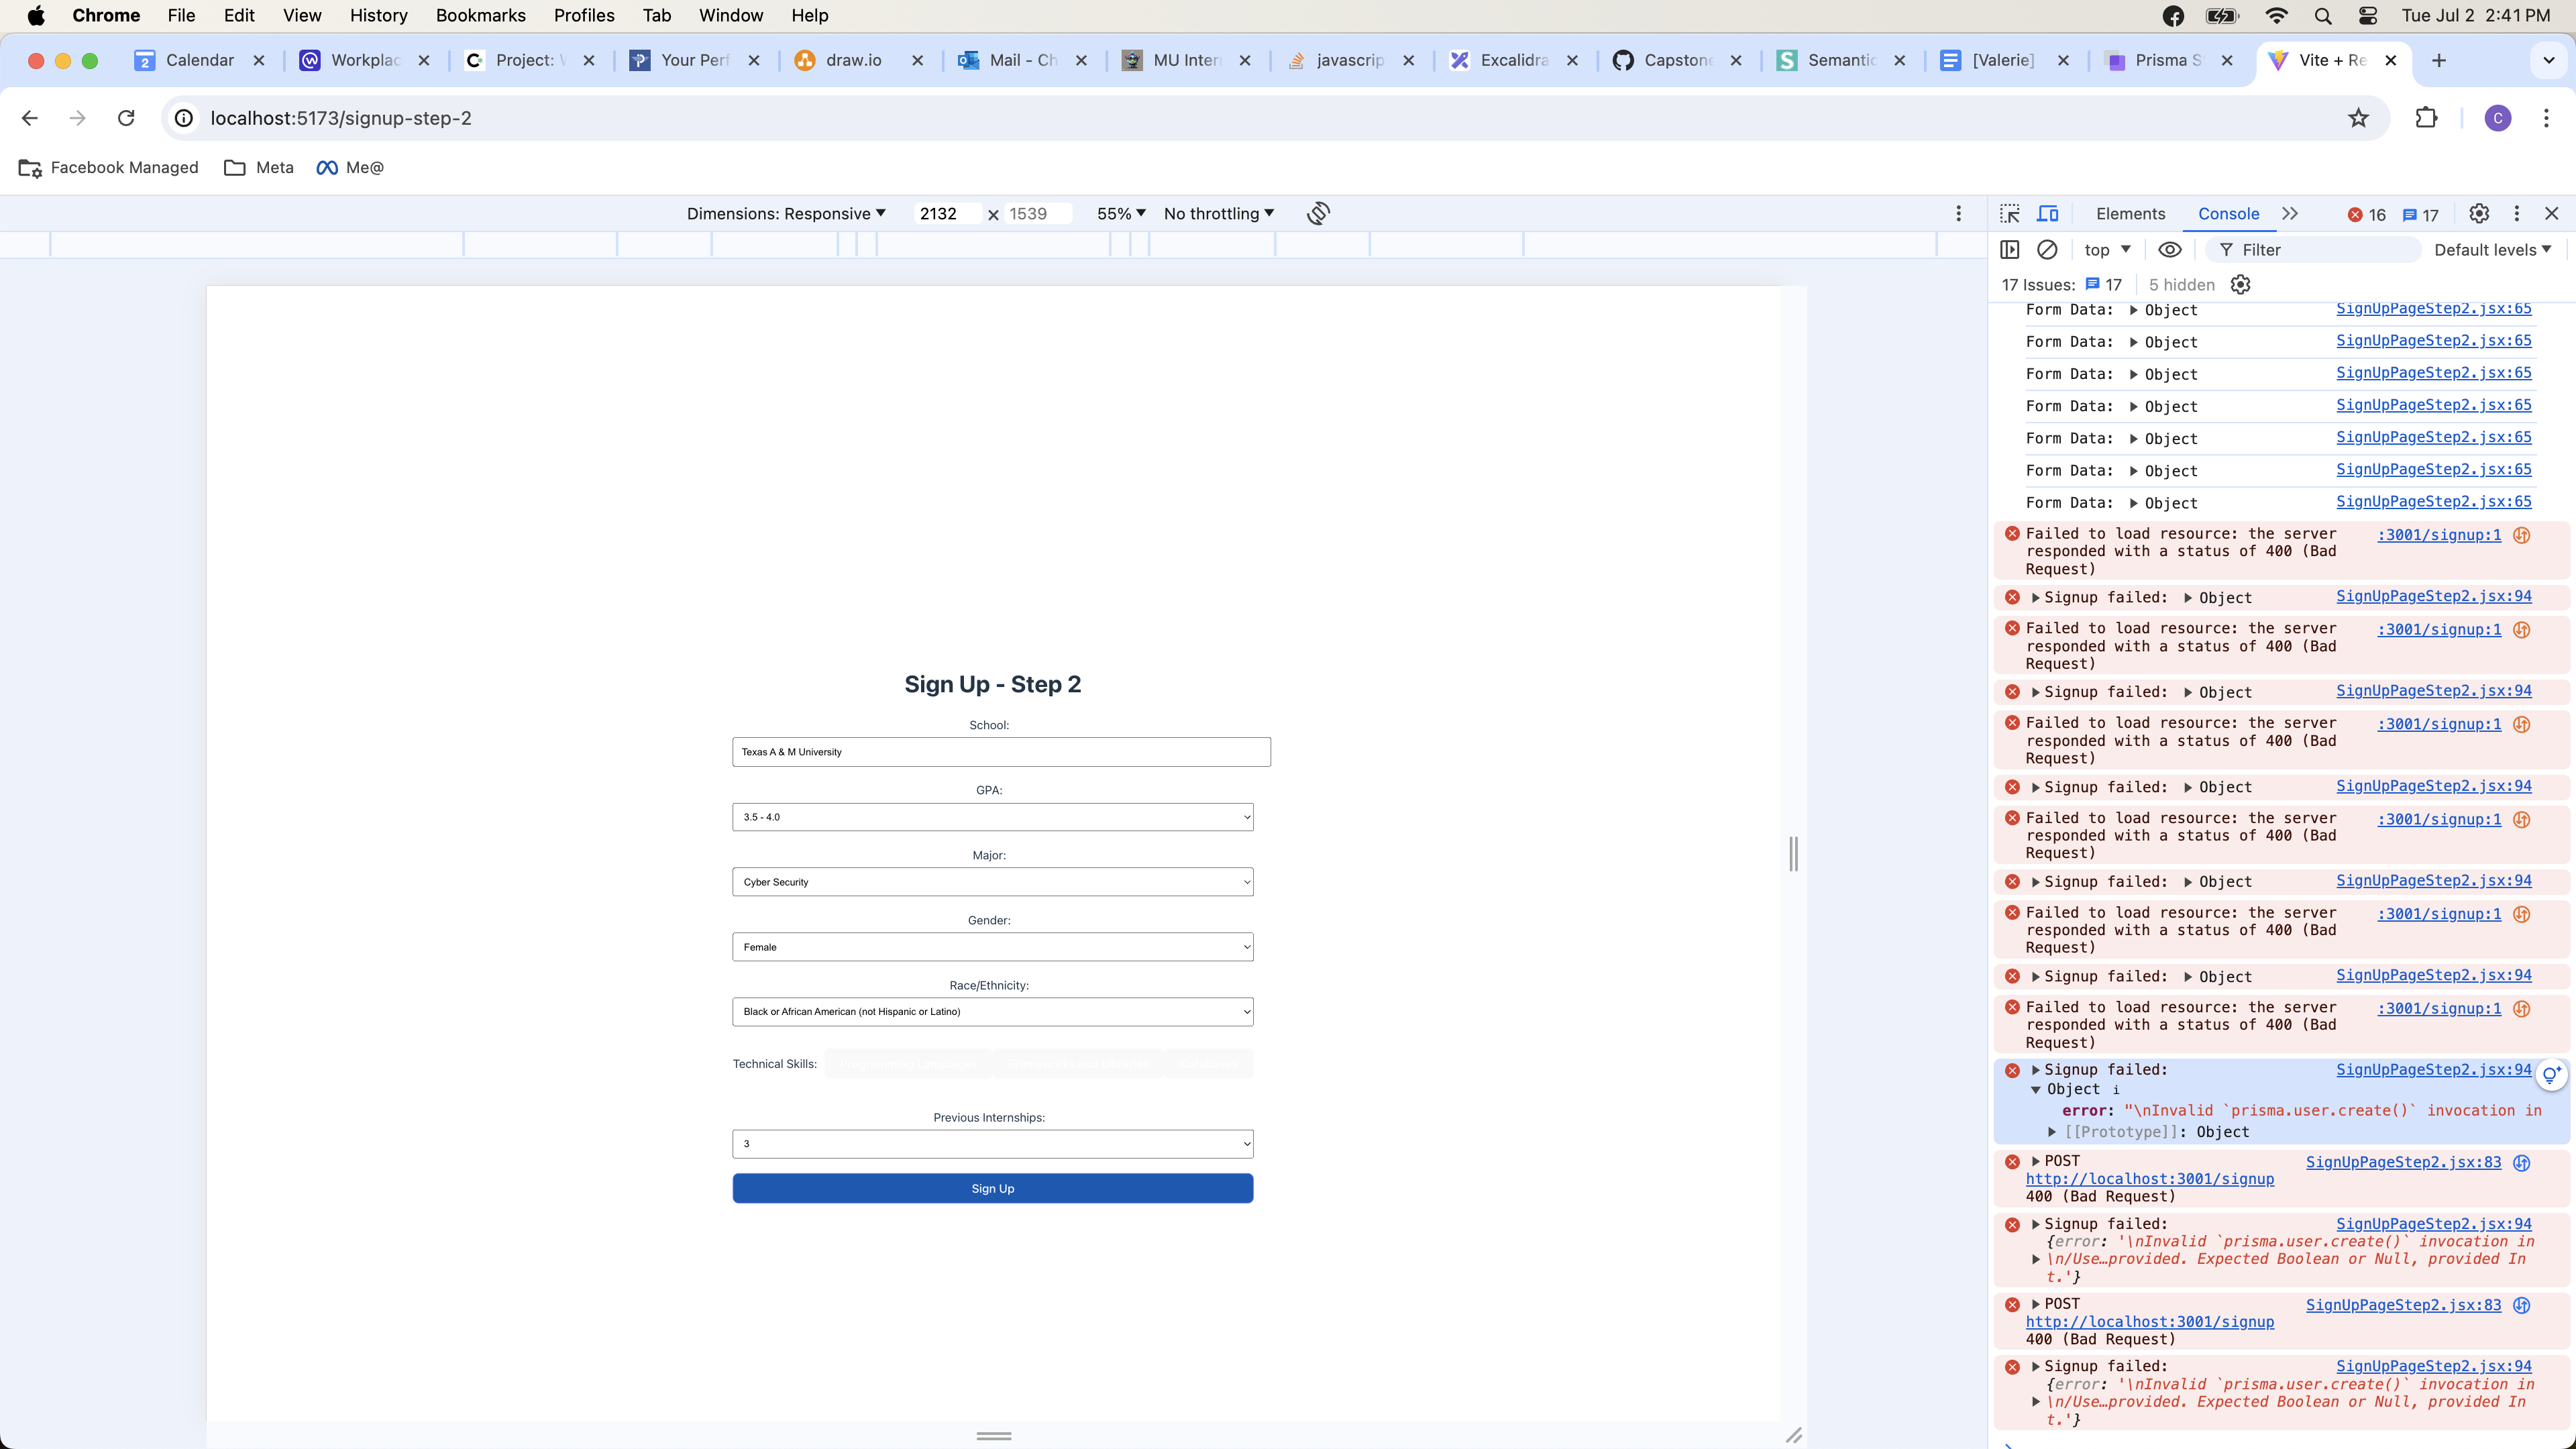 Chrome File Edit View History Bookmarks Profiles Tab Window Help Tue Jul 2 2:41 PM
2 Calendar Workplac Project: Your Perf draw.io Mail - Ch MU Inter javascrip Excalidra Capston Semantic [Valerie] Prisma S Vite + Re
localhost:5173/signup-step-2 C
Facebook Managed Meta Me@
Dimensions: Responsive 2132 x 1539 55% No throttling
Elements Console 16 17
top Filter Default levels
17 Issues: 17 5 hidden
Form Data: Object SignUpPageStep2.jsx:65
Form Data: Object SignUpPageStep2.jsx:65
Form Data: Object SignUpPageStep2.jsx:65
Form Data: Object SignUpPageStep2.jsx:65
Form Data: Object SignUpPageStep2.jsx:65
Form Data: Object SignUpPageStep2.jsx:65
Form Data: Object SignUpPageStep2.jsx:65
Failed to load resource: the server :3001/signup:1
responded with a status of 400 (Bad
Request)
Signup failed: Object SignUpPageStep2.jsx:94
Failed to load resource: the server :3001/signup:1
responded with a status of 400 (Bad
Request)
Signup failed: Object SignUpPageStep2.jsx:94
Failed to load resource: the server :3001/signup:1
responded with a status of 400 (Bad
Request)
Signup failed: Object SignUpPageStep2.jsx:94
Failed to load resource: the server :3001/signup:1
responded with a status of 400 (Bad
Request)
Signup failed: Object SignUpPageStep2.jsx:94
Failed to load resource: the server :3001/signup:1
responded with a status of 400 (Bad
Request)
Signup failed: Object SignUpPageStep2.jsx:94
Failed to load resource: the server :3001/signup:1
responded with a status of 400 (Bad
Request)
Signup failed: SignUpPageStep2.jsx:94
Object i
error: "\nInvalid `prisma.user.create()` invocation in
[[Prototype]]: Object
POST SignUpPageStep2.jsx:83
http://localhost:3001/signup
400 (Bad Request)
Signup failed: SignUpPageStep2.jsx:94
{error: '\nInvalid `prisma.user.create()` invocation in
\n/Use…provided. Expected Boolean or Null, provided In
t.'}
POST SignUpPageStep2.jsx:83
http://localhost:3001/signup
400 (Bad Request)
Signup failed: SignUpPageStep2.jsx:94
{error: '\nInvalid `prisma.user.create()` invocation in
\n/Use…provided. Expected Boolean or Null, provided In
t.'}
Sign Up - Step 2
School:
Texas A & M University
GPA:
3.5 - 4.0
Major:
Cyber Security
Gender:
Female
Race/Ethnicity:
Black or African American (not Hispanic or Latino)
Technical Skills:
Previous Internships:
3
Sign Up